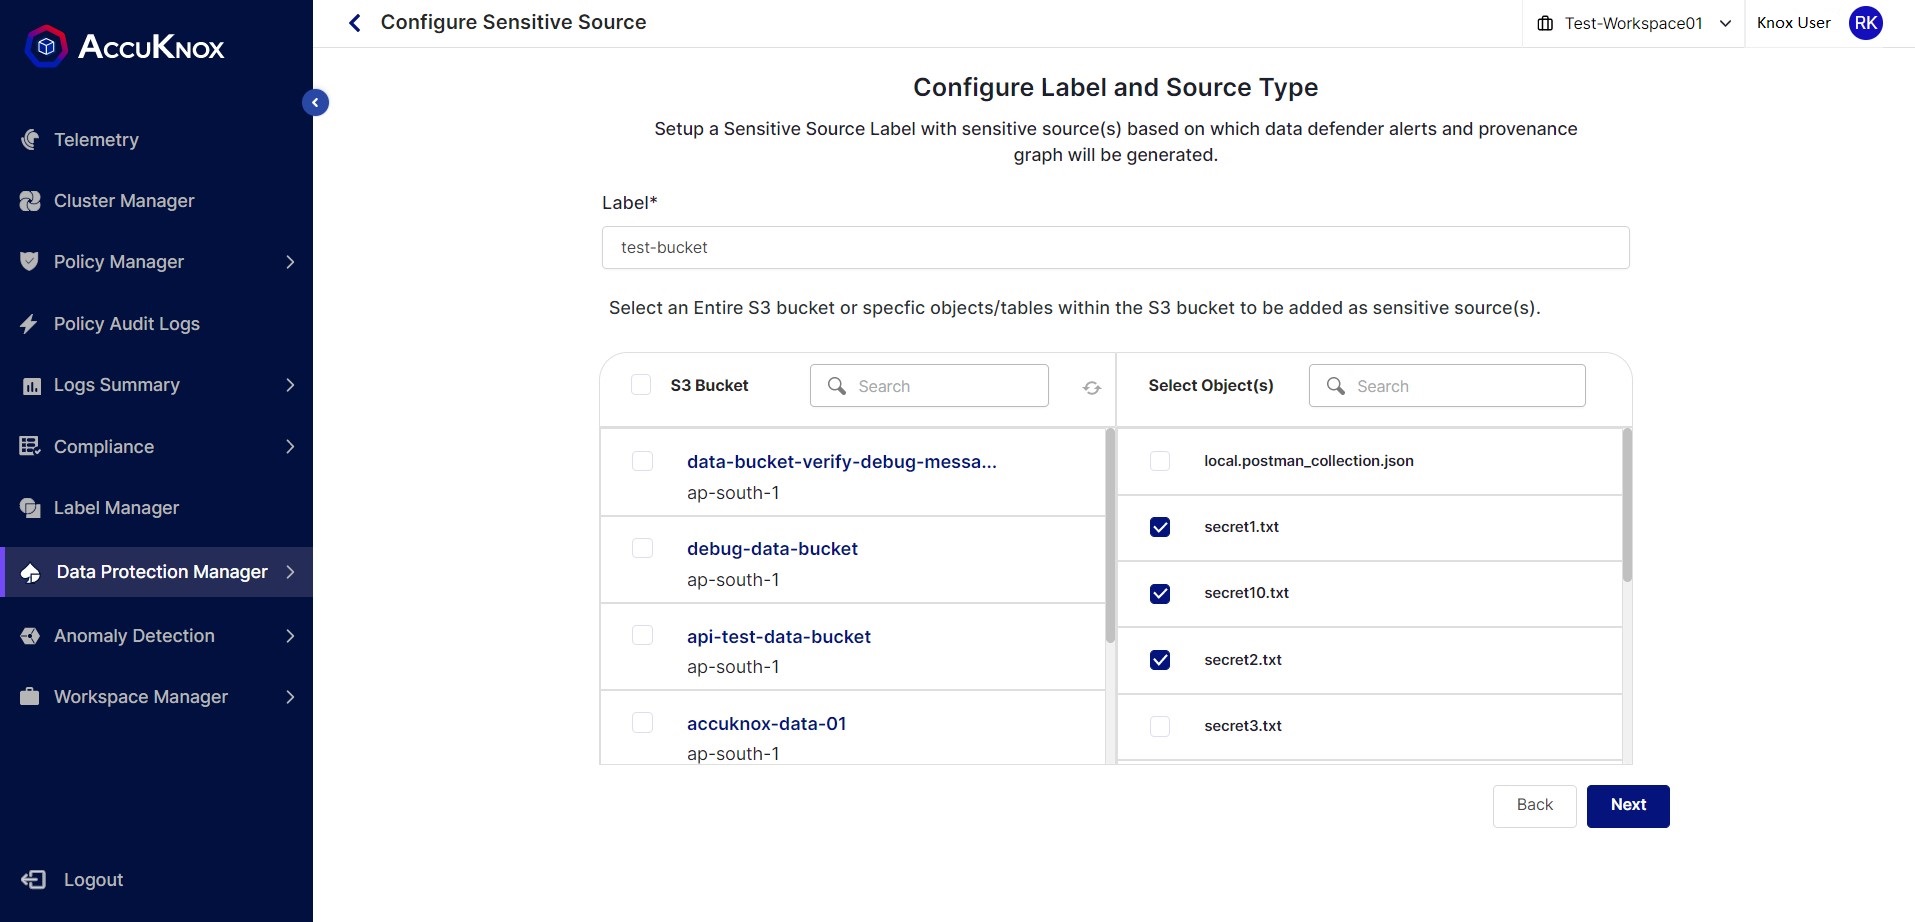 AccuKnox
Configure Sensitive Source
Test-Workspace01
Knox User
RK
Telemetry
Cluster Manager
Policy Manager
Policy Audit Logs
Logs Summary
Compliance
Label Manager
Data Protection Manager
Anomaly Detection
Workspace Manager
Logout
Configure Label and Source Type
Setup a Sensitive Source Label with sensitive source(s) based on which data defender alerts and provenance
graph will be generated.
Label*
test-bucket
Select an Entire S3 bucket or specfic objects/tables within the S3 bucket to be added as sensitive source(s).
S3 Bucket
Search
data-bucket-verify-debug-messa...
ap-south-1
debug-data-bucket
ap-south-1
api-test-data-bucket
ap-south-1
accuknox-data-01
ap-south-1
Select Object(s)
Search
local.postman_collection.json
secret1.txt
secret10.txt
secret2.txt
secret3.txt
Back
Next